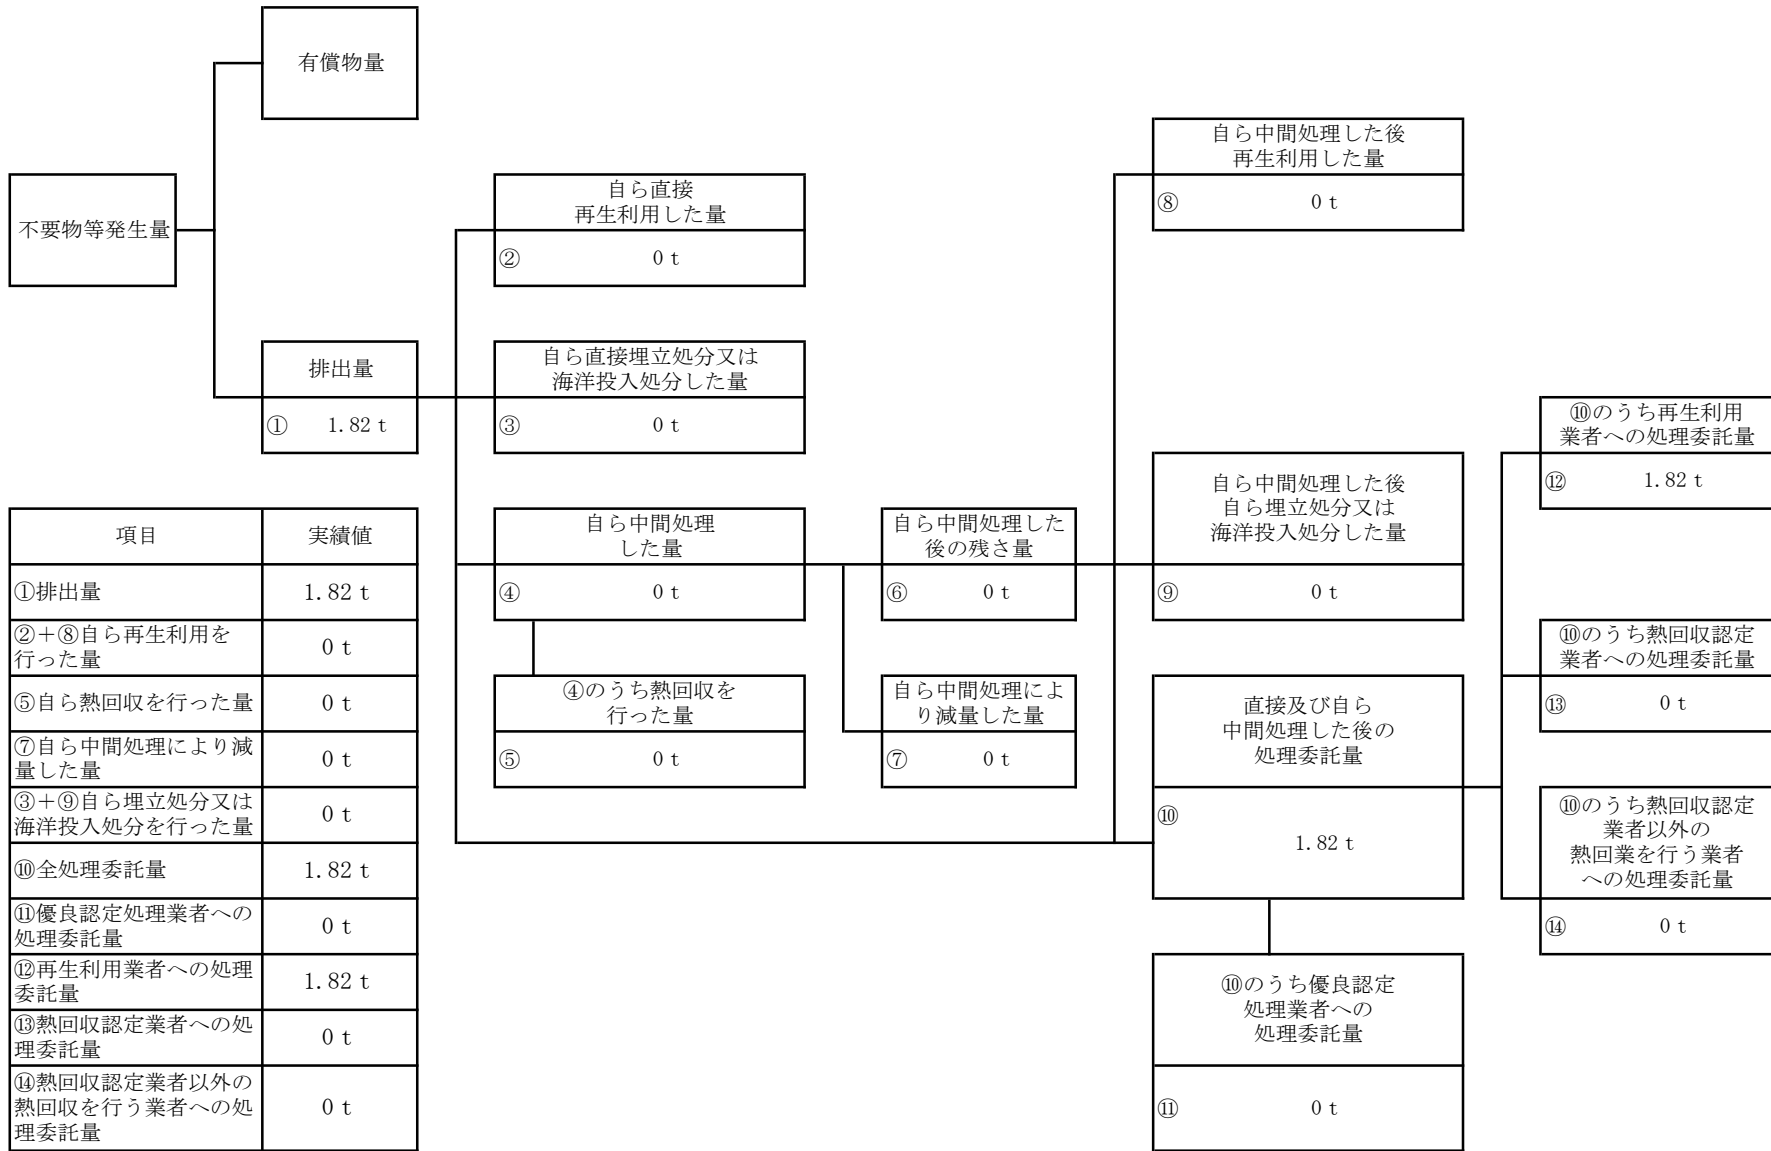 有償物量
不要物等発生量
排出量
① 1.82 t
自ら直接
再生利用した量
② 0 t
自ら直接埋立処分又は
海洋投入処分した量
③ 0 t
自ら中間処理
した量
④ 0 t
④のうち熱回収を
行った量
⑤ 0 t
自ら中間処理した
後の残さ量
⑥ 0 t
自ら中間処理によ
り減量した量
⑦ 0 t
自ら中間処理した後
再生利用した量
⑧ 0 t
自ら中間処理した後
自ら埋立処分又は
海洋投入処分した量
⑨ 0 t
直接及び自ら
中間処理した後の
処理委託量
⑩
1.82 t
⑩のうち優良認定
処理業者への
処理委託量
⑪ 0 t
⑩のうち再生利用
業者への処理委託量
⑫ 1.82 t
⑩のうち熱回収認定
業者への処理委託量
⑬ 0 t
⑩のうち熱回収認定
業者以外の
熱回業を行う業者
への処理委託量
⑭ 0 t
項目 実績値
①排出量 1.82 t
②＋⑧自ら再生利用を
行った量 0 t
⑤自ら熱回収を行った量 0 t
⑦自ら中間処理により減
量した量 0 t
③＋⑨自ら埋立処分又は
海洋投入処分を行った量 0 t
⑩全処理委託量 1.82 t
⑪優良認定処理業者への
処理委託量 0 t
⑫再生利用業者への処理
委託量 1.82 t
⑬熱回収認定業者への処
理委託量 0 t
⑭熱回収認定業者以外の
熱回収を行う業者への処 0 t
理委託量